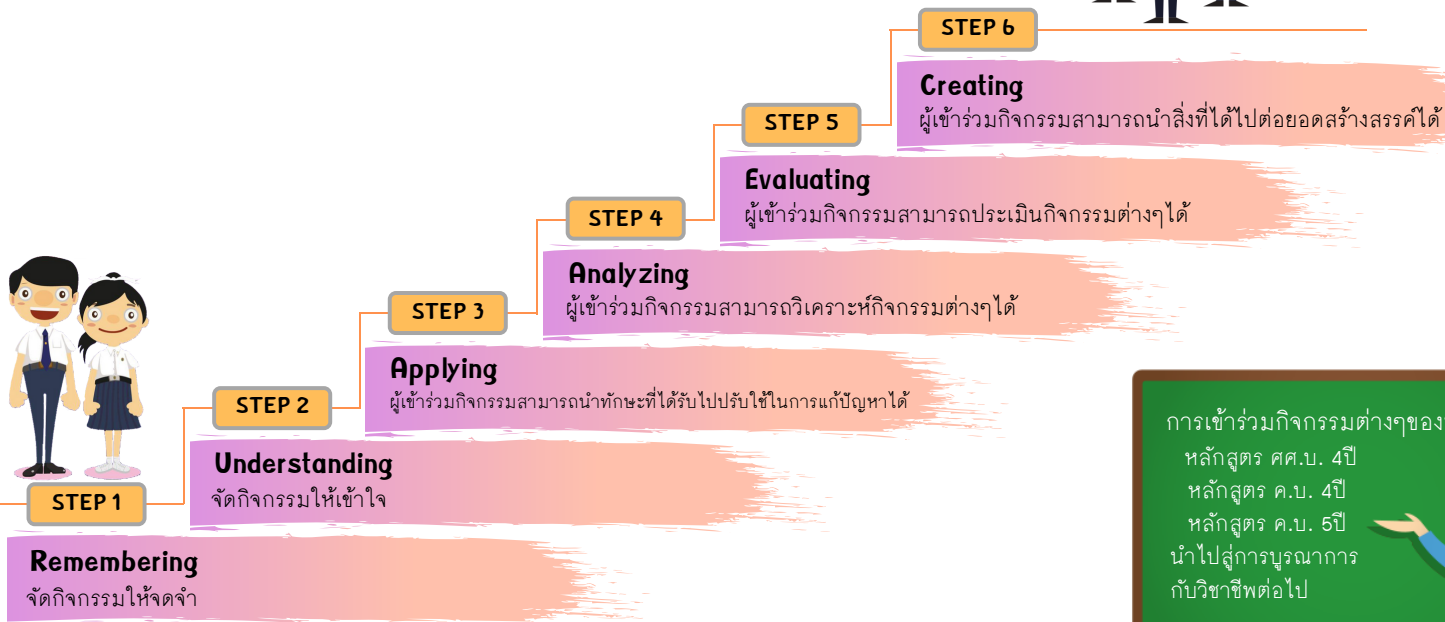 STEP 6
Creating
ผู้เข้าร่วมกิจกรรมสามารถนำสิ่งที่ได้ไปต่อยอดสร้างสรรค์ได้
STEP 5
Evaluating
ผู้เข้าร่วมกิจกรรมสามารถประเมินกิจกรรมต่างๆได้
STEP 4
Analyzing
ผู้เข้าร่วมกิจกรรมสามารถวิเคราะห์กิจกรรมต่างๆได้
STEP 3
Applying
ผู้เข้าร่วมกิจกรรมสามารถนำทักษะที่ได้รับไปปรับใช้ในการแก้ปัญหาได้
STEP 2
Understanding
จัดกิจกรรมให้เข้าใจ
STEP 1
Remembering
จัดกิจกรรมให้จดจำ
การเข้าร่วมกิจกรรมต่างๆของ
หลักสูตร ศศ.บ. 4ปี
หลักสูตร ค.บ. 4ปี
หลักสูตร ค.บ. 5ปี
นำไปสู่การบูรณาการ
กับวิชาชีพต่อไป